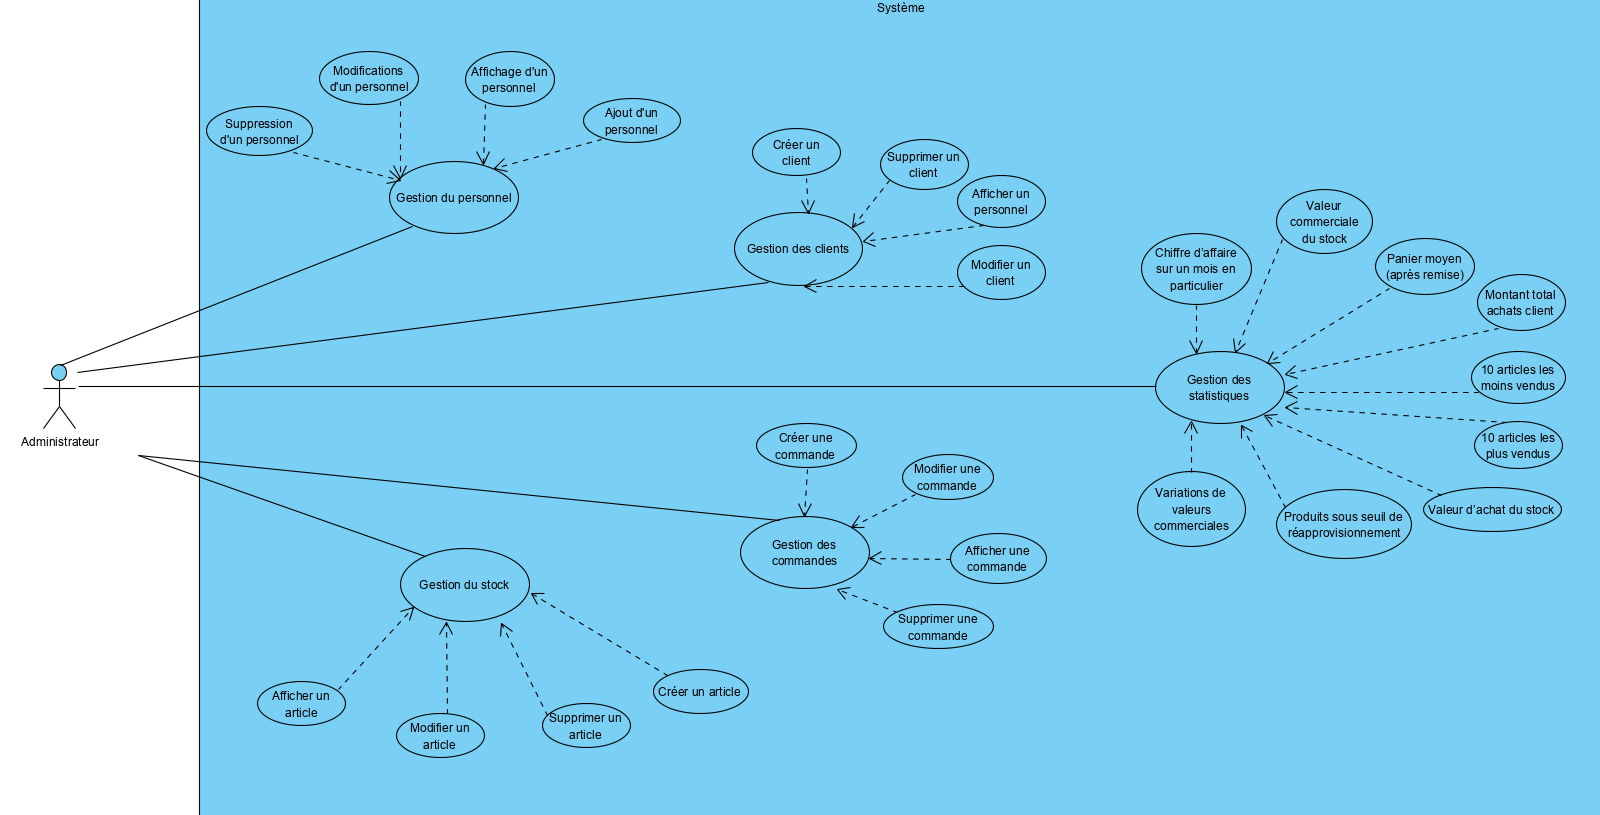 Système
Modifications
d'un personnel
Affichage d'un
personnel
Ajout d'un
personnel
Suppression
d'un personnel
Gestion du personnel
Créer un
client
Supprimer un
client
Afficher un
personnel
Gestion des clients
Modifier un
client
Valeur
commerciale
du stock
Chiffre d'affaire
sur un mois en
particulier
Panier moyen
(après remise)
Montant total
achats client
10 articles les
moins vendus
Gestion des
statistiques
10 articles les
plus vendus
Variations de
valeurs
commerciales
Produits sous seuil de
réapprovisionnement
Valeur d'achat du stock
Administrateur
Créer une
commande
Modifier une
commande
Gestion des
commandes
Afficher une
commande
Supprimer une
commande
Gestion du stock
Afficher un
article
Modifier un
article
Supprimer un
article
Créer un article